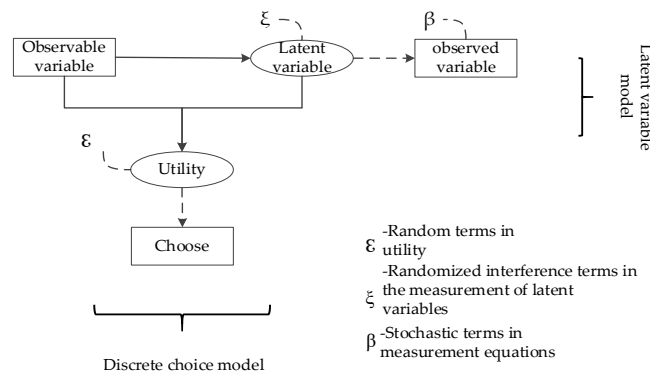 ξ
β
Observable
variable
Latent
variable
observed
variable
Latent variable
model
ε
Utility
Choose
ε -Random terms in
utility
-Randomized interference terms in
the measurement of latent
ξ variables
β -Stochastic terms in
measurement equations
Discrete choice model